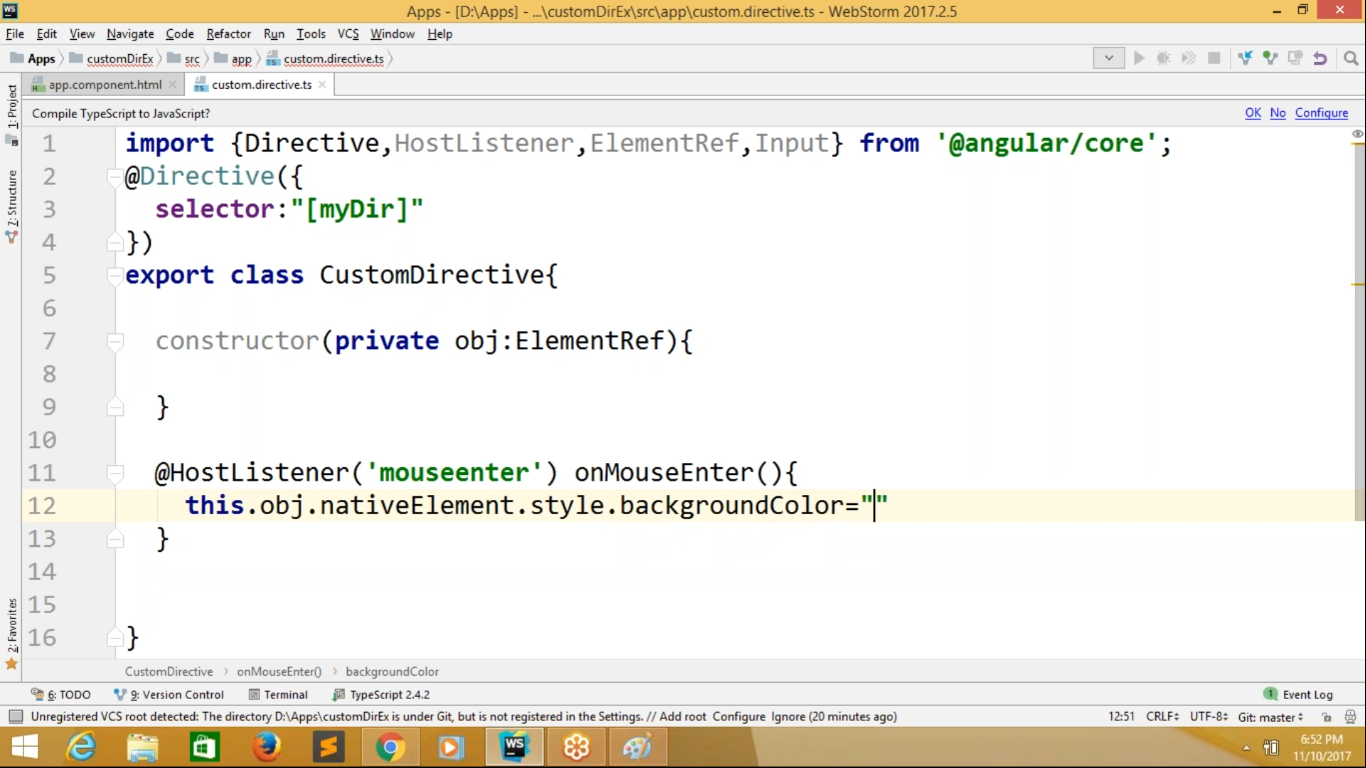 WS
Apps - [D:\Apps] - ...\customDirEx\src\app\custom.directive.ts - WebStorm 2017.2.5
File Edit View Navigate Code Refactor Run Tools VCS Window Help
Apps customDirEx src app custom.directive.ts
app.component.html custom.directive.ts
Compile TypeScript to JavaScript? OK No Configure
1: Project
7: Structure
2: Favorites
1 import {Directive,HostListener,ElementRef,Input} from '@angular/core';
2 @Directive({
3 selector:"[myDir]"
4 })
5 export class CustomDirective{
6
7 constructor(private obj:ElementRef){
8
9 }
10
11 @HostListener('mouseenter') onMouseEnter(){
12 this.obj.nativeElement.style.backgroundColor=""
13 }
14
15
16 }
CustomDirective onMouseEnter() backgroundColor
6: TODO 9: Version Control Terminal TypeScript 2.4.2 1 Event Log
Unregistered VCS root detected: The directory D:\Apps\customDirEx is under Git, but is not registered in the Settings. // Add root Configure Ignore (20 minutes ago) 12:51 CRLF UTF-8 Git: master
WS
6:52 PM
11/10/2017